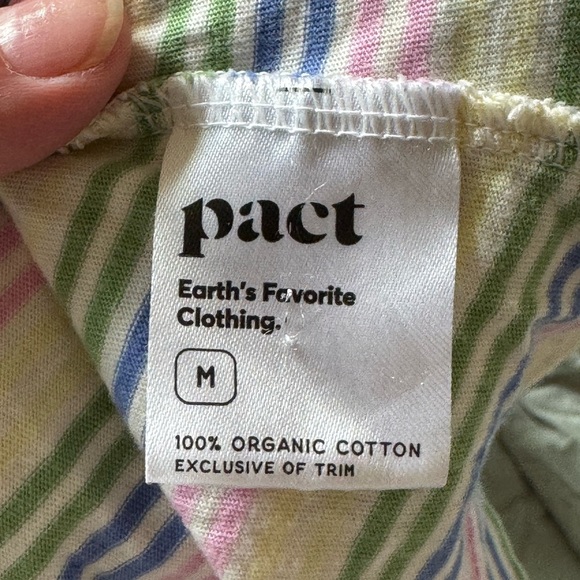 pact
Earth's Favorite
Clothing.
M
100% ORGANIC COTTON
EXCLUSIVE OF TRIM